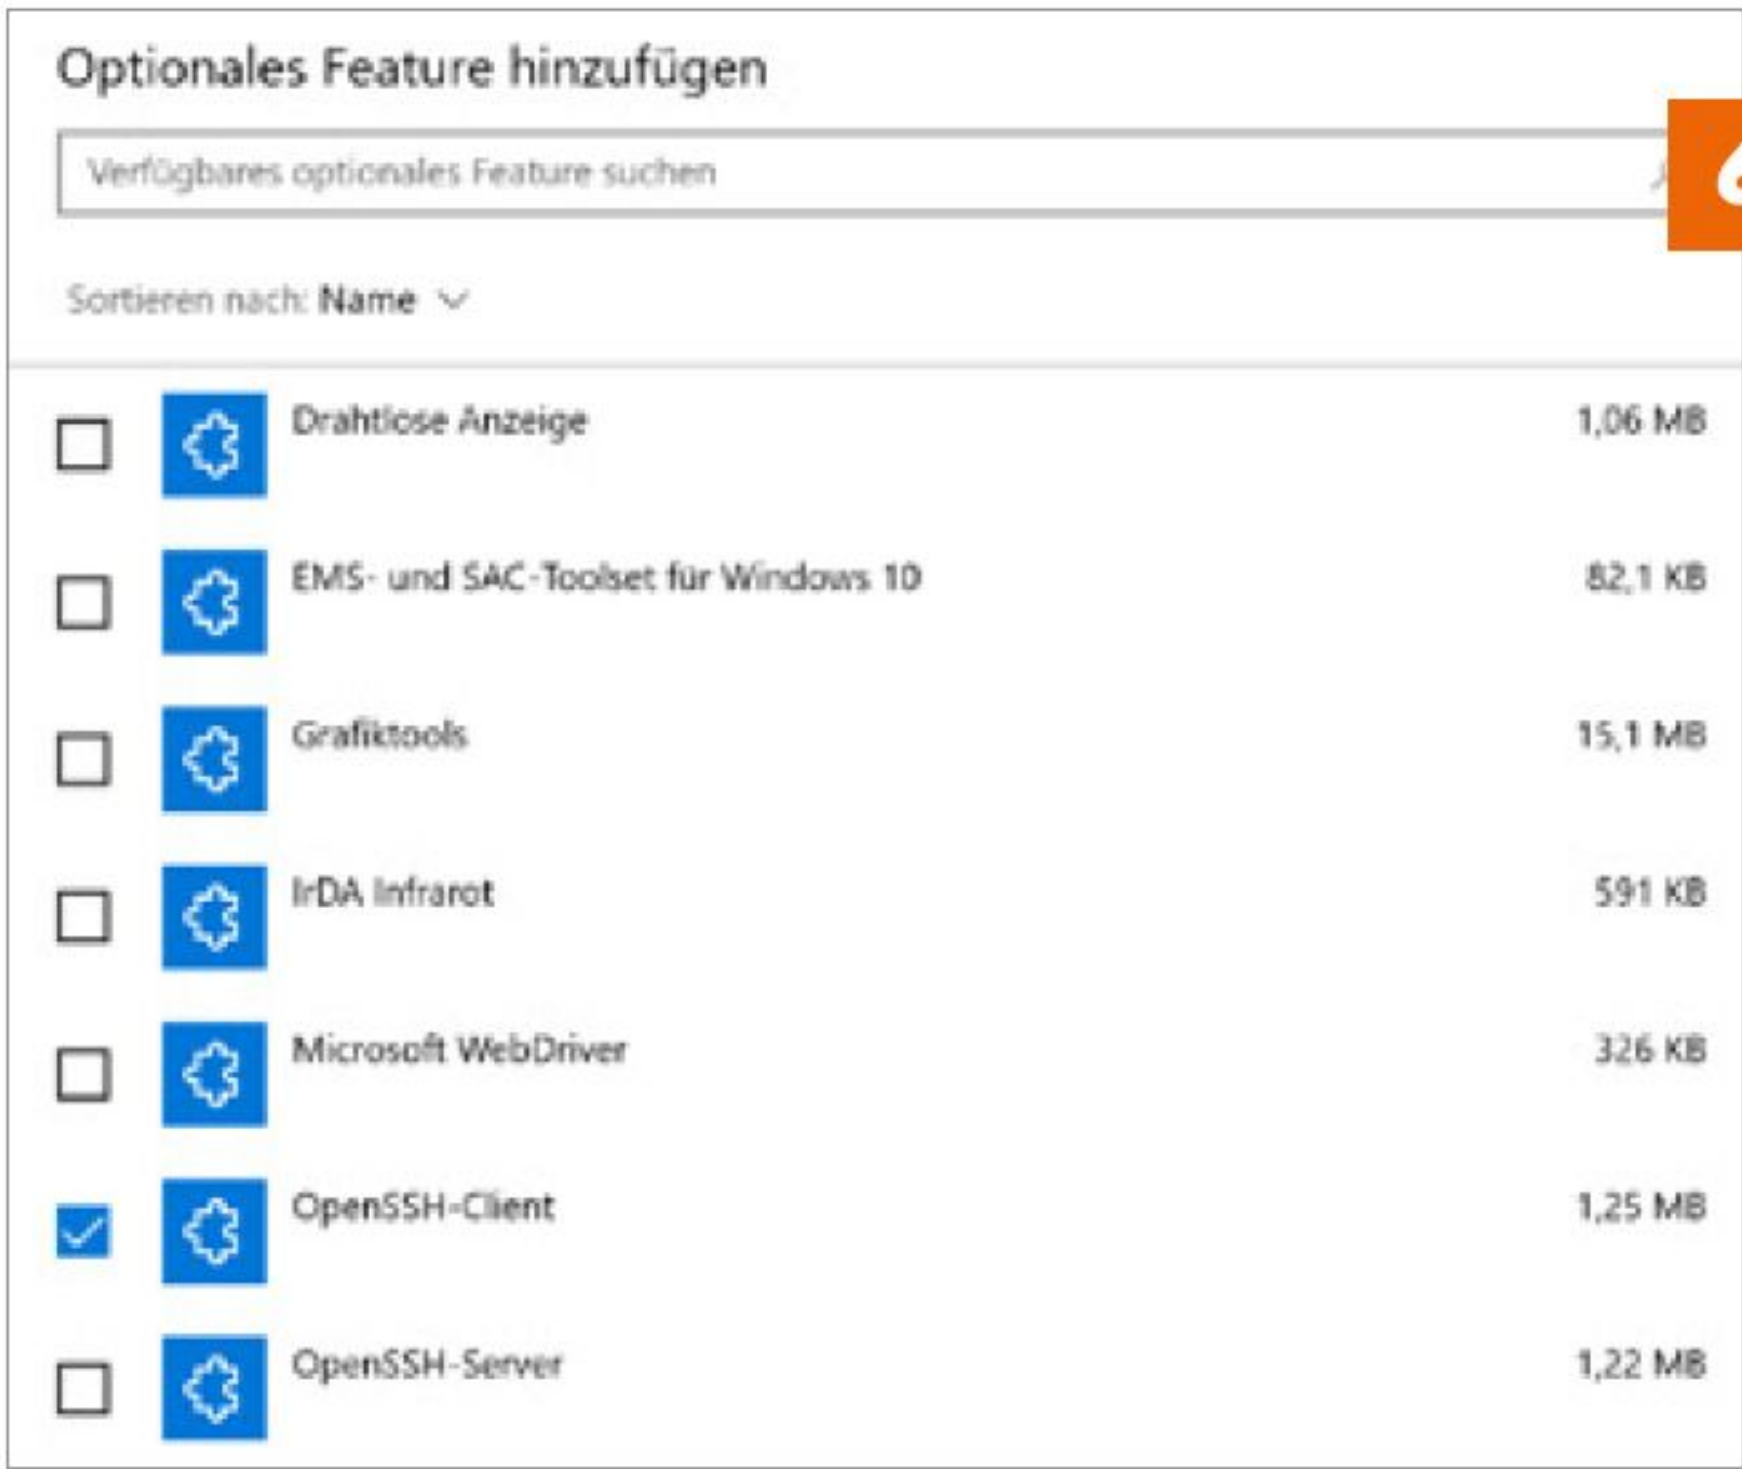 Optionales Feature hinzufügen
Verfügbares optionales Feature suchen
Sortieren nach: Name
Drahtlose Anzeige 1,06 MB
EMS- und SAC-Toolset für Windows 10 82,1 KB
Grafiktools 15,1 MB
IrDA Infrarot 591 KB
Microsoft WebDriver 326 KB
OpenSSH-Client 1,25 MB
OpenSSH-Server 1,22 MB